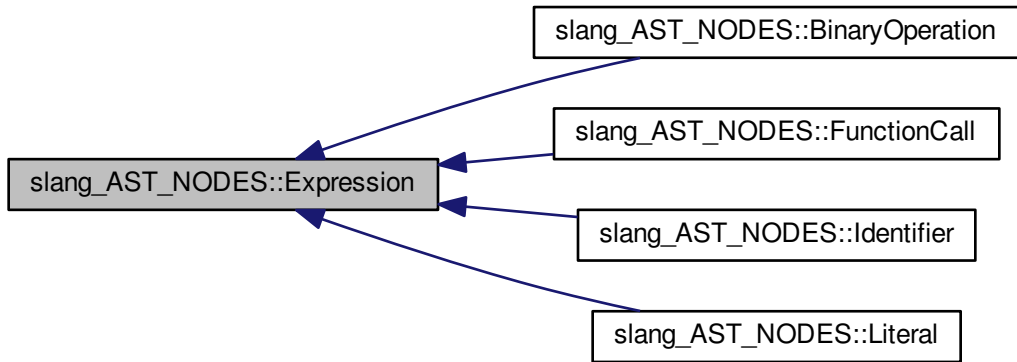 slang_AST_NODES::BinaryOperation
slang_AST_NODES::FunctionCall
slang_AST_NODES::Expression
slang_AST_NODES::Identifier
slang_AST_NODES::Literal